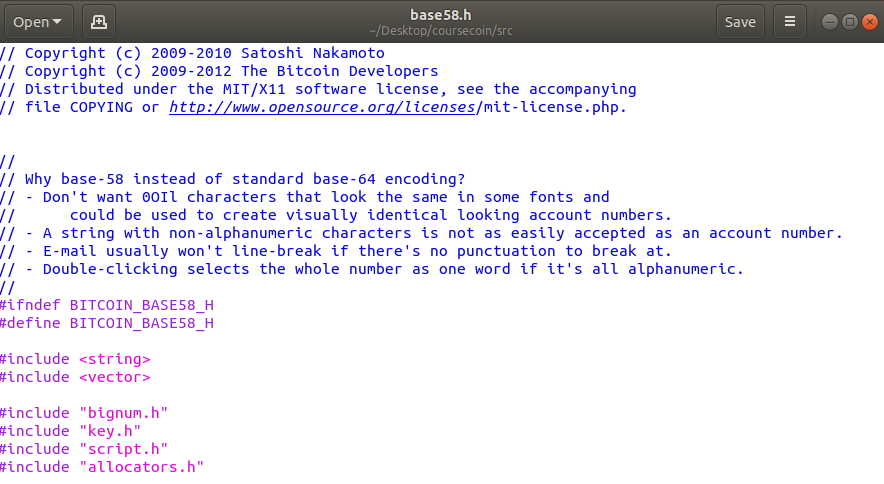 Open
base58.h
~/Desktop/coursecoin/src
Save
// Copyright (c) 2009-2010 Satoshi Nakamoto
// Copyright (c) 2009-2012 The Bitcoin Developers
// Distributed under the MIT/X11 software license, see the accompanying
// file COPYING or http://www.opensource.org/licenses/mit-license.php.
//
// Why base-58 instead of standard base-64 encoding?
// - Don't want 0OIl characters that look the same in some fonts and
//      could be used to create visually identical looking account numbers.
// - A string with non-alphanumeric characters is not as easily accepted as an account number.
// - E-mail usually won't line-break if there's no punctuation to break at.
// - Double-clicking selects the whole number as one word if it's all alphanumeric.
//
#ifndef BITCOIN_BASE58_H
#define BITCOIN_BASE58_H
#include <string>
#include <vector>
#include "bignum.h"
#include "key.h"
#include "script.h"
#include "allocators.h"